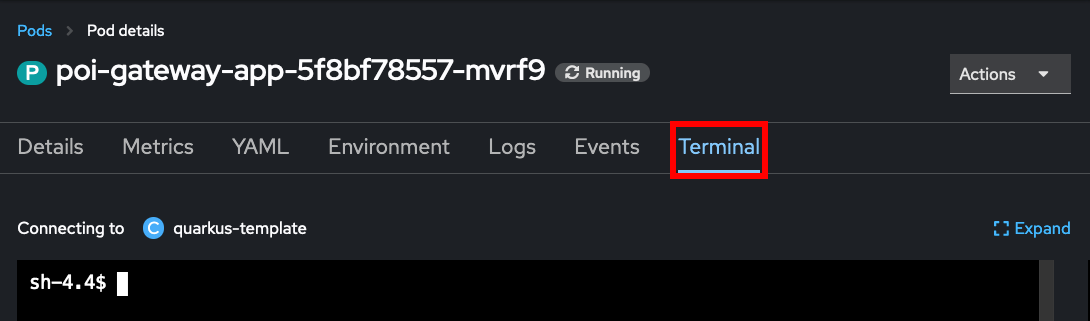 Pods > Pod details
P poi-gateway-app-5f8bf78557-mvrf9 Running
Actions
Details Metrics YAML Environment Logs Events Terminal
Connecting to C quarkus-template Expand
sh-4.4$